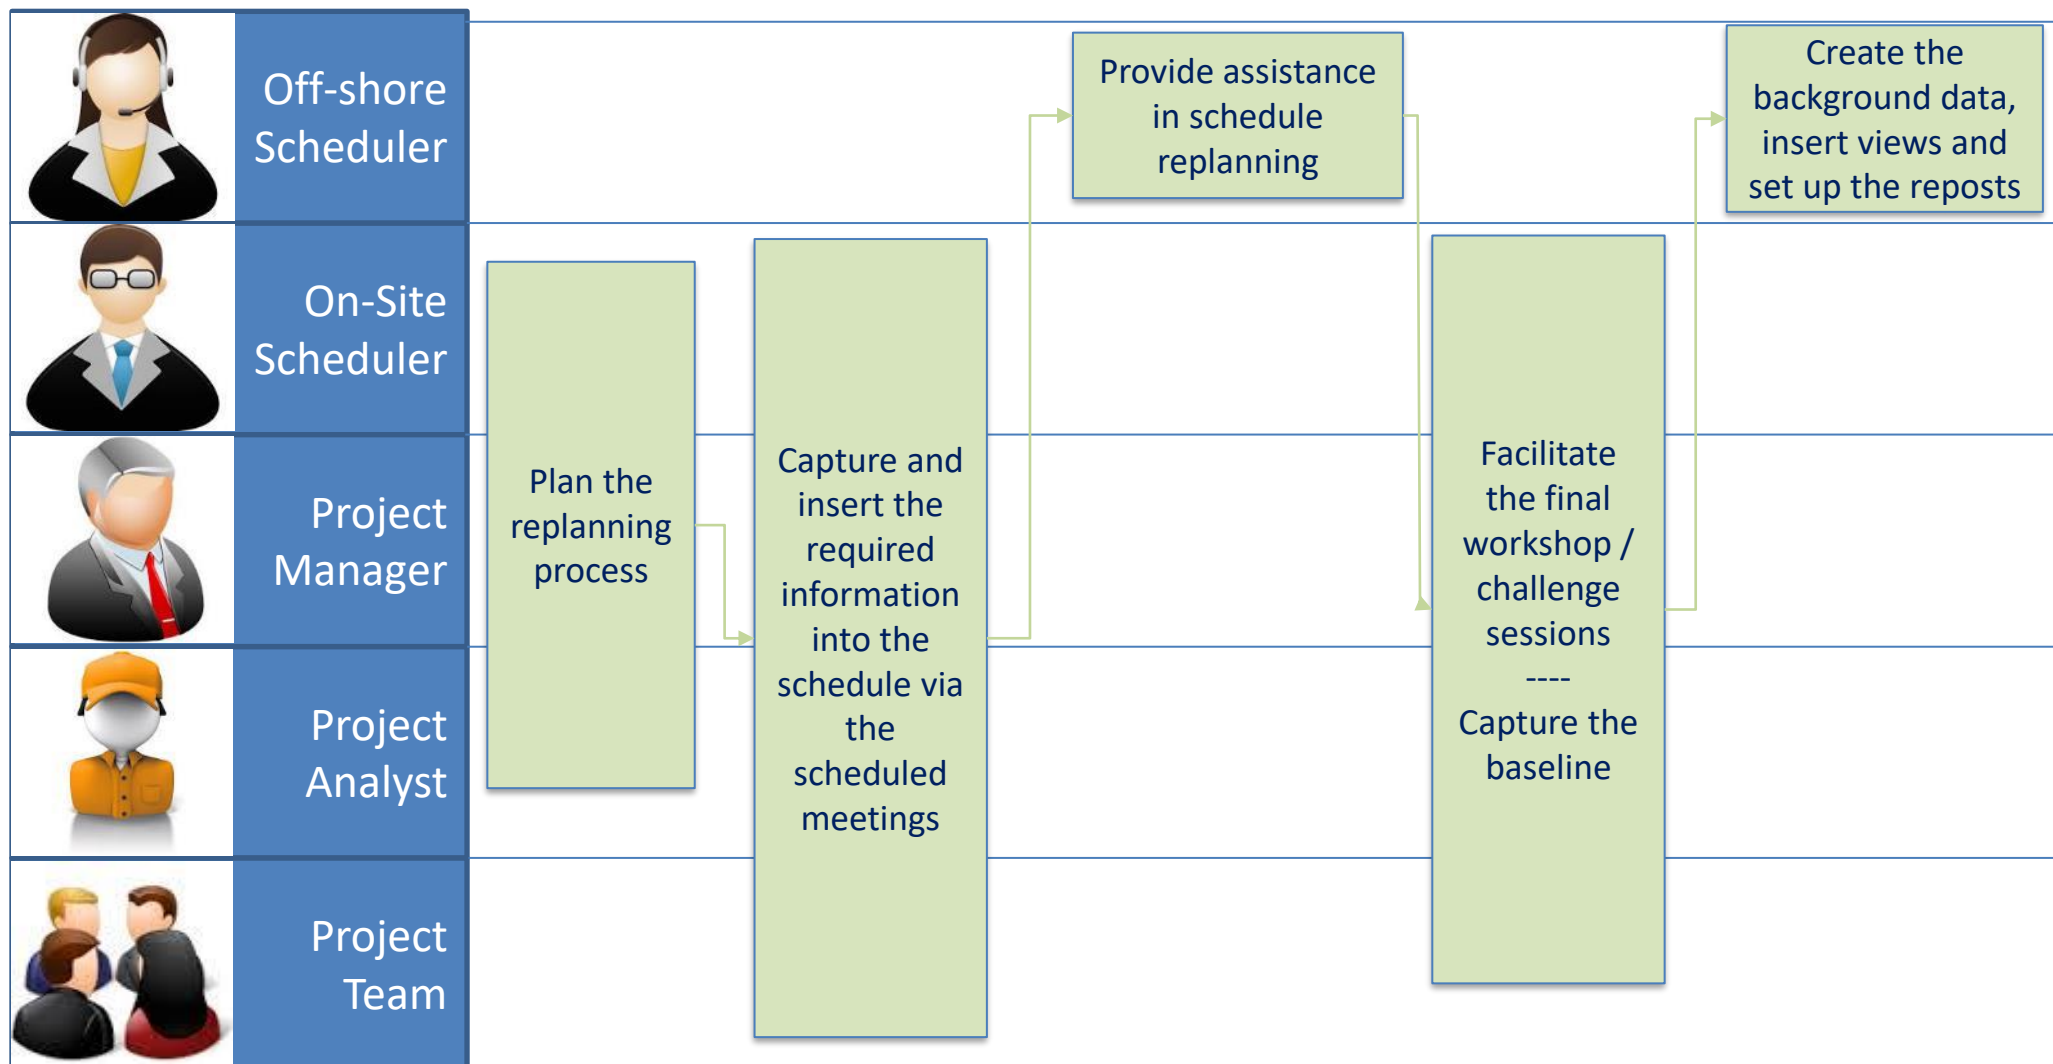 Off-shore
Scheduler
On-Site
Scheduler
Project
Manager
Project
Analyst
Project
Team
Plan the
replanning
process
Capture and
insert the
required
information
into the
schedule via
the
scheduled
meetings
Provide assistance
in schedule
replanning
Facilitate
the final
workshop /
challenge
sessions
----
Capture the
baseline
Create the
background data,
insert views and
set up the reposts